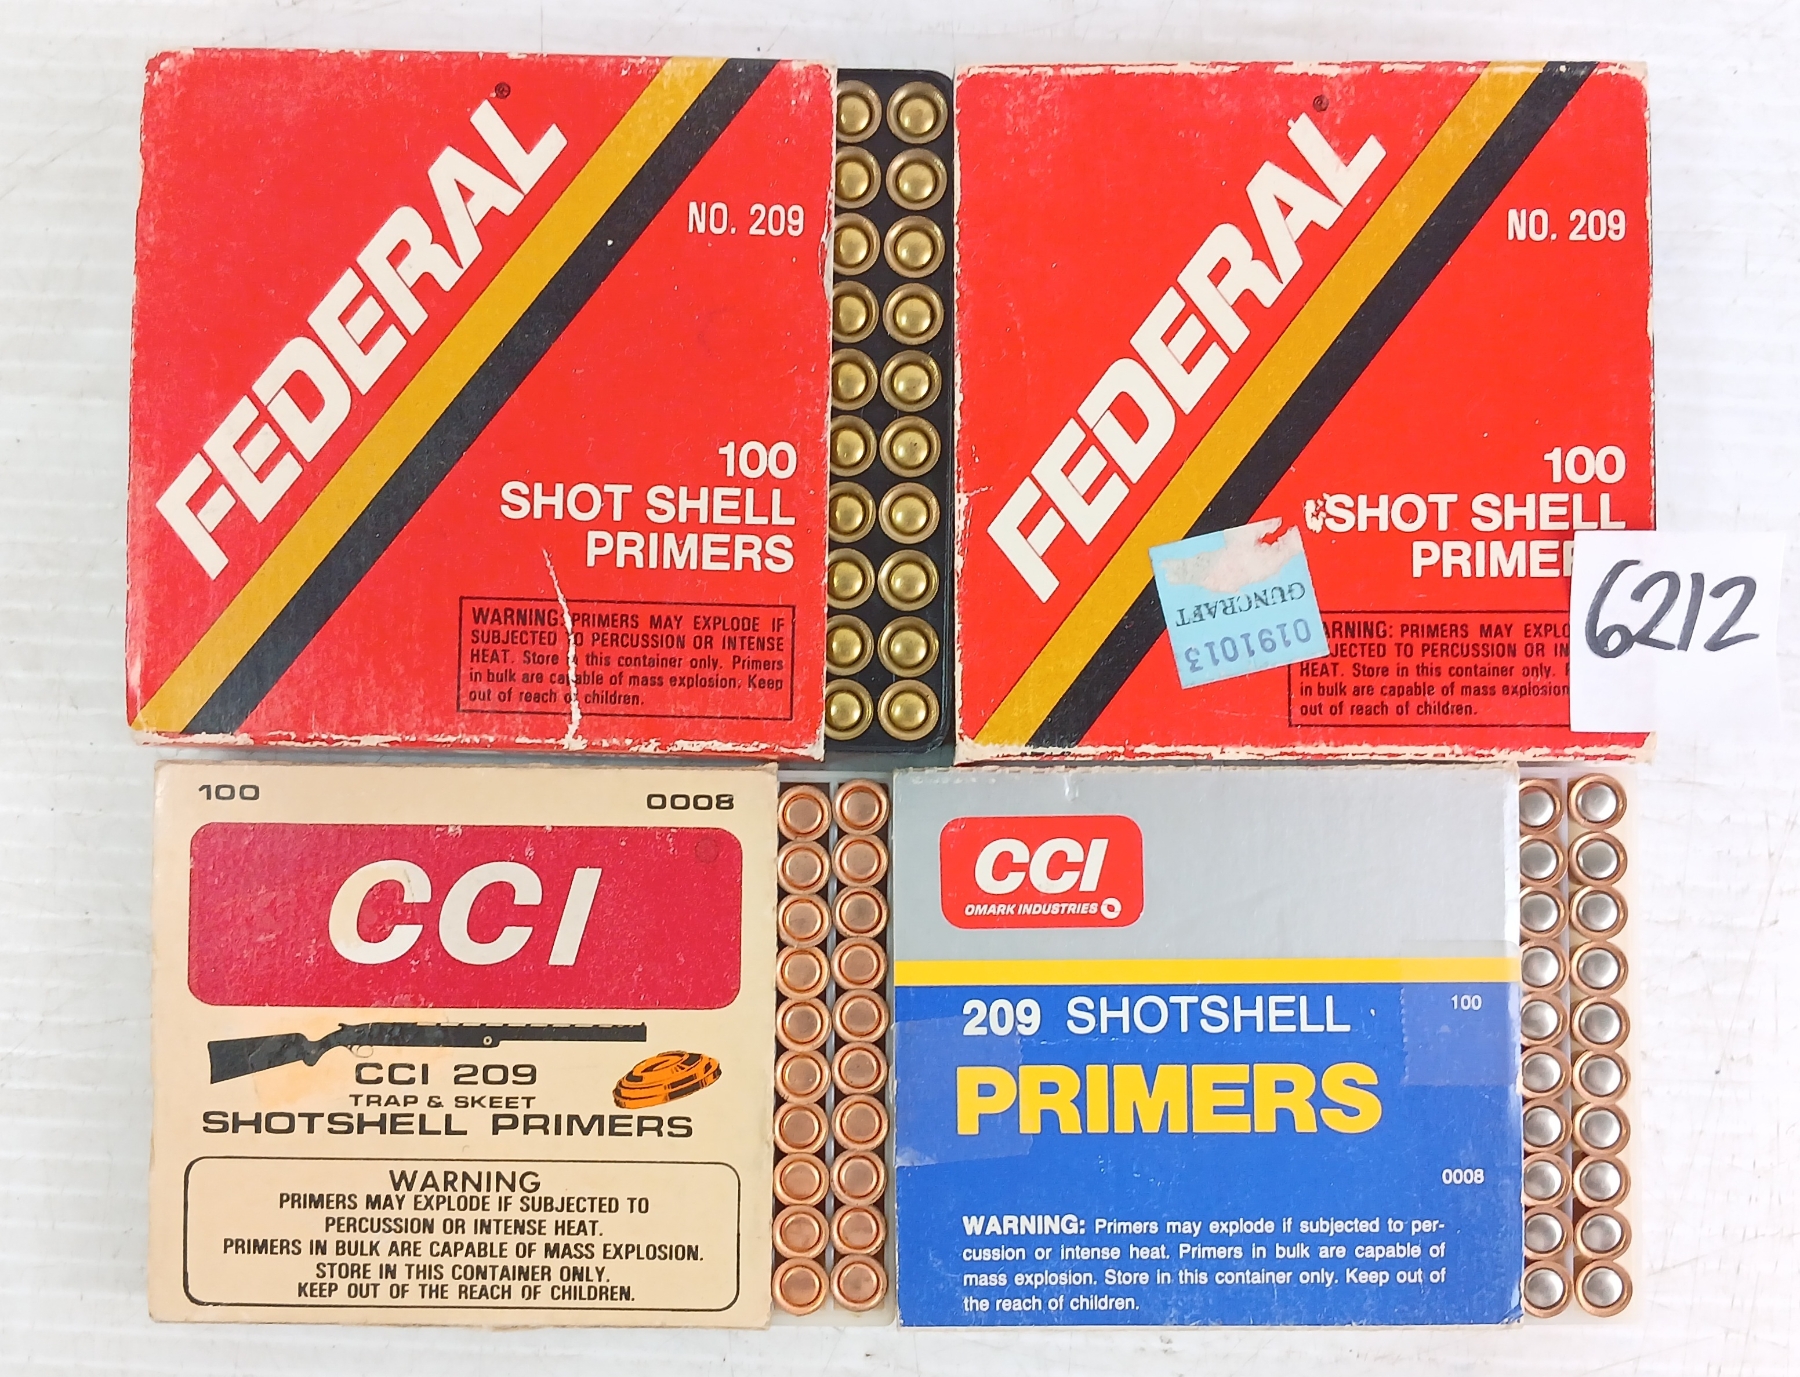 FEDERAL®
NO. 209
100
SHOT SHELL
PRIMERS
WARNING: PRIMERS MAY EXPLODE IF
SUBJECTED TO PERCUSSION OR INTENSE
HEAT. Store in this container only. Primers
in bulk are capable of mass explosion. Keep
out of reach of children.
FEDERAL®
NO. 209
100
SHOT SHELL
PRIMER
GUNCRAFT
0191013
ARNING: PRIMERS MAY EXPLO
JECTED TO PERCUSSION OR IN
HEAT. Store in this container only.
in bulk are capable of mass explosion
out of reach of children.
6212
100
0008
CCI
CCI 209
TRAP & SKEET
SHOTSHELL PRIMERS
WARNING
PRIMERS MAY EXPLODE IF SUBJECTED TO
PERCUSSION OR INTENSE HEAT.
PRIMERS IN BULK ARE CAPABLE OF MASS EXPLOSION.
STORE IN THIS CONTAINER ONLY.
KEEP OUT OF THE REACH OF CHILDREN.
CCI
OMARK INDUSTRIES
209 SHOTSHELL
100
PRIMERS
0008
WARNING: Primers may explode if subjected to per-
cussion or intense heat. Primers in bulk are capable of
mass explosion. Store in this container only. Keep out of
the reach of children.